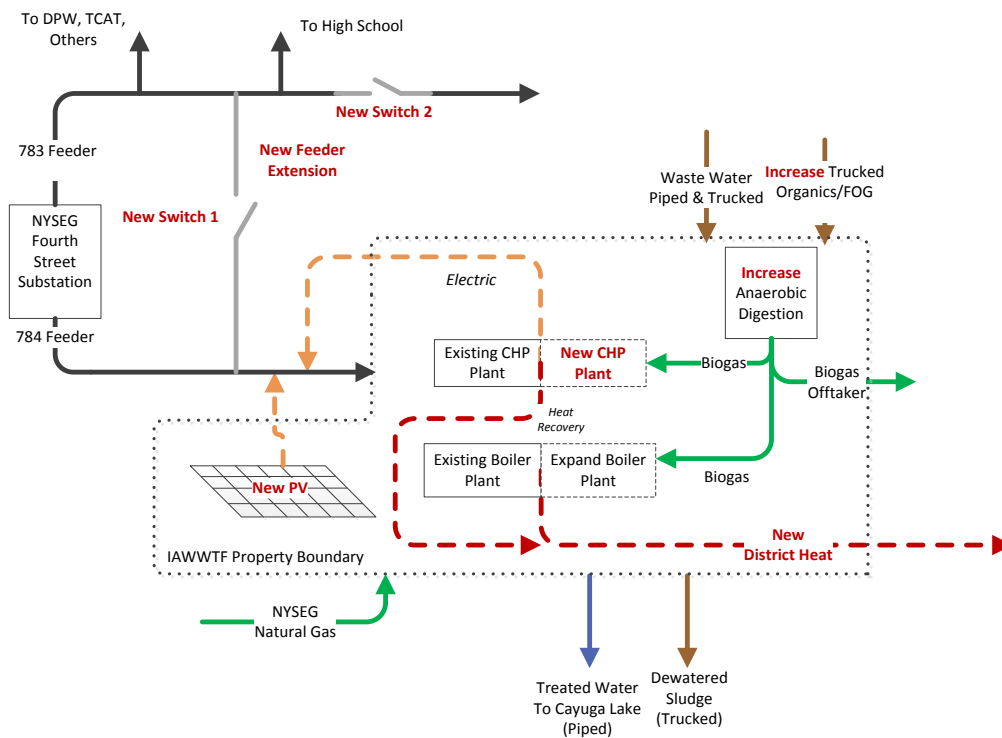 To DPW, TCAT,
Others
To High School
New Switch 2
783 Feeder
New Feeder
Extension
New Switch 1
NYSEG
Fourth
Street
Substation
784 Feeder
Waste Water
Piped & Trucked
Increase Trucked
Organics/FOG
Increase
Anaerobic
Digestion
Electric
Existing CHP
Plant
New CHP
Plant
Biogas
Biogas
Offtaker
Heat
Recovery
Existing Boiler
Plant
Expand Boiler
Plant
Biogas
New PV
New
District Heat
IAWWTF Property Boundary
NYSEG
Natural Gas
Treated Water
To Cayuga Lake
(Piped)
Dewatered
Sludge
(Trucked)